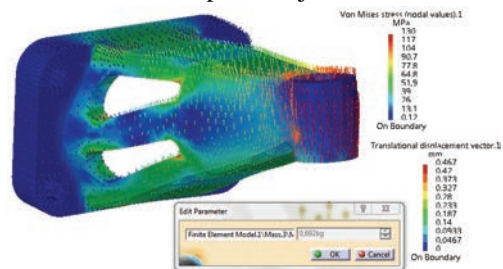 Von Mises stress (nodal values).1
MPa
130
117
104
90.7
77.8
64.8
51.9
39
26
13.1
0.12
On Boundary
Translational displacement vector.1
mm
0.467
0.42
0.373
0.327
0.28
0.233
0.187
0.14
0.0933
0.0467
0
On Boundary
Edit Parameter
Finite Element Model.1\Mass.3\M
0,692kg
OK
Cancel